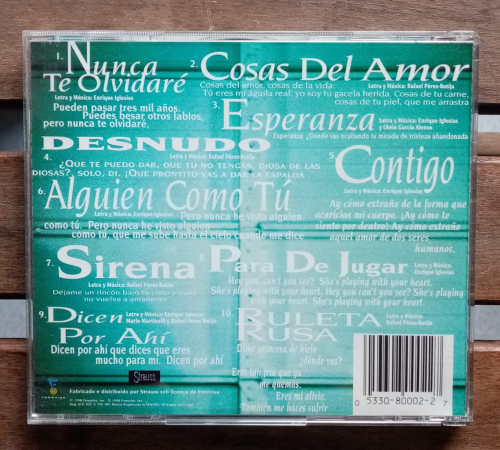 1. Nunca
Te Olvidaré
Letra y Música: Enrique Iglesias
Pueden pasar tres mil años.
Puedes besar otros labios,
pero nunca te olvidaré.
2. Cosas Del Amor
Cosas del amor, cosas de la vida.
Letra y Música: Rafael Pérez-Botija
Tú eres mi águila real, yo soy tu gacela herida. Cosas de tu carne,
cosas de tu piel, que me arrastra
3. Esperanza
Letra y Música: Enrique Iglesias
y Cheín García Alonso
Esperanza ¿Dónde vas ocultando tu mirada de tristeza abandonada
DESNUDO
4. Letra y Música: Rafael Pérez-Botija
¿QUE TE PUEDO DAR, QUE TU NO TENGAS, DIOSA DE LAS
DIOSAS?, SOLO, DI. ¡QUE PRONTITO VAS A DAR LA ESPALDA
5. Contigo
Letra y Música: Enrique Iglesias
Ay cómo extraño de la forma que
acaricias mi cuerpo. ¡Ay cómo te
siento por dentro! Ay cómo extraño
aquel amor de dos seres
humanos.
6. Alguien Como Tú
Letra y Música: Enrique Iglesias
Pero nunca he visto alguien
como tú. Pero nunca he visto alguien
como tú, que me sube hasta el cielo cuando me dice
7. Sirena
Letra y Música: Rafael Pérez-Botija
Déjame un rincón bajo tu
no vuelva a amanecer
8. Para De Jugar
Letra y Música:
Enrique Iglesias
Hey you can't you see? She's playing with your heart.
She's playing with your heart. Hey you can't you see? She's playing
with your heart.
9. Dicen
Por Ahí
Letra y Música: Enrique Iglesias
Mario Martinelli y Rafael Pérez-Botija
Dicen por ahí que dices que eres
mucho para mí. Dicen por ahí
10. RULETA
RUSA
Letra y Música:
Rafael Pérez-Botija
Dime princesa de hielo
¿dónde vas?
Eres tan fría que ya
me quemas.
Eres mi alivio.
También me haces sufrir
FONOVISA
Strauss
Fabricado e distribuido por Strauss sob licença de Fonovisa
0 5330-80002-2 7